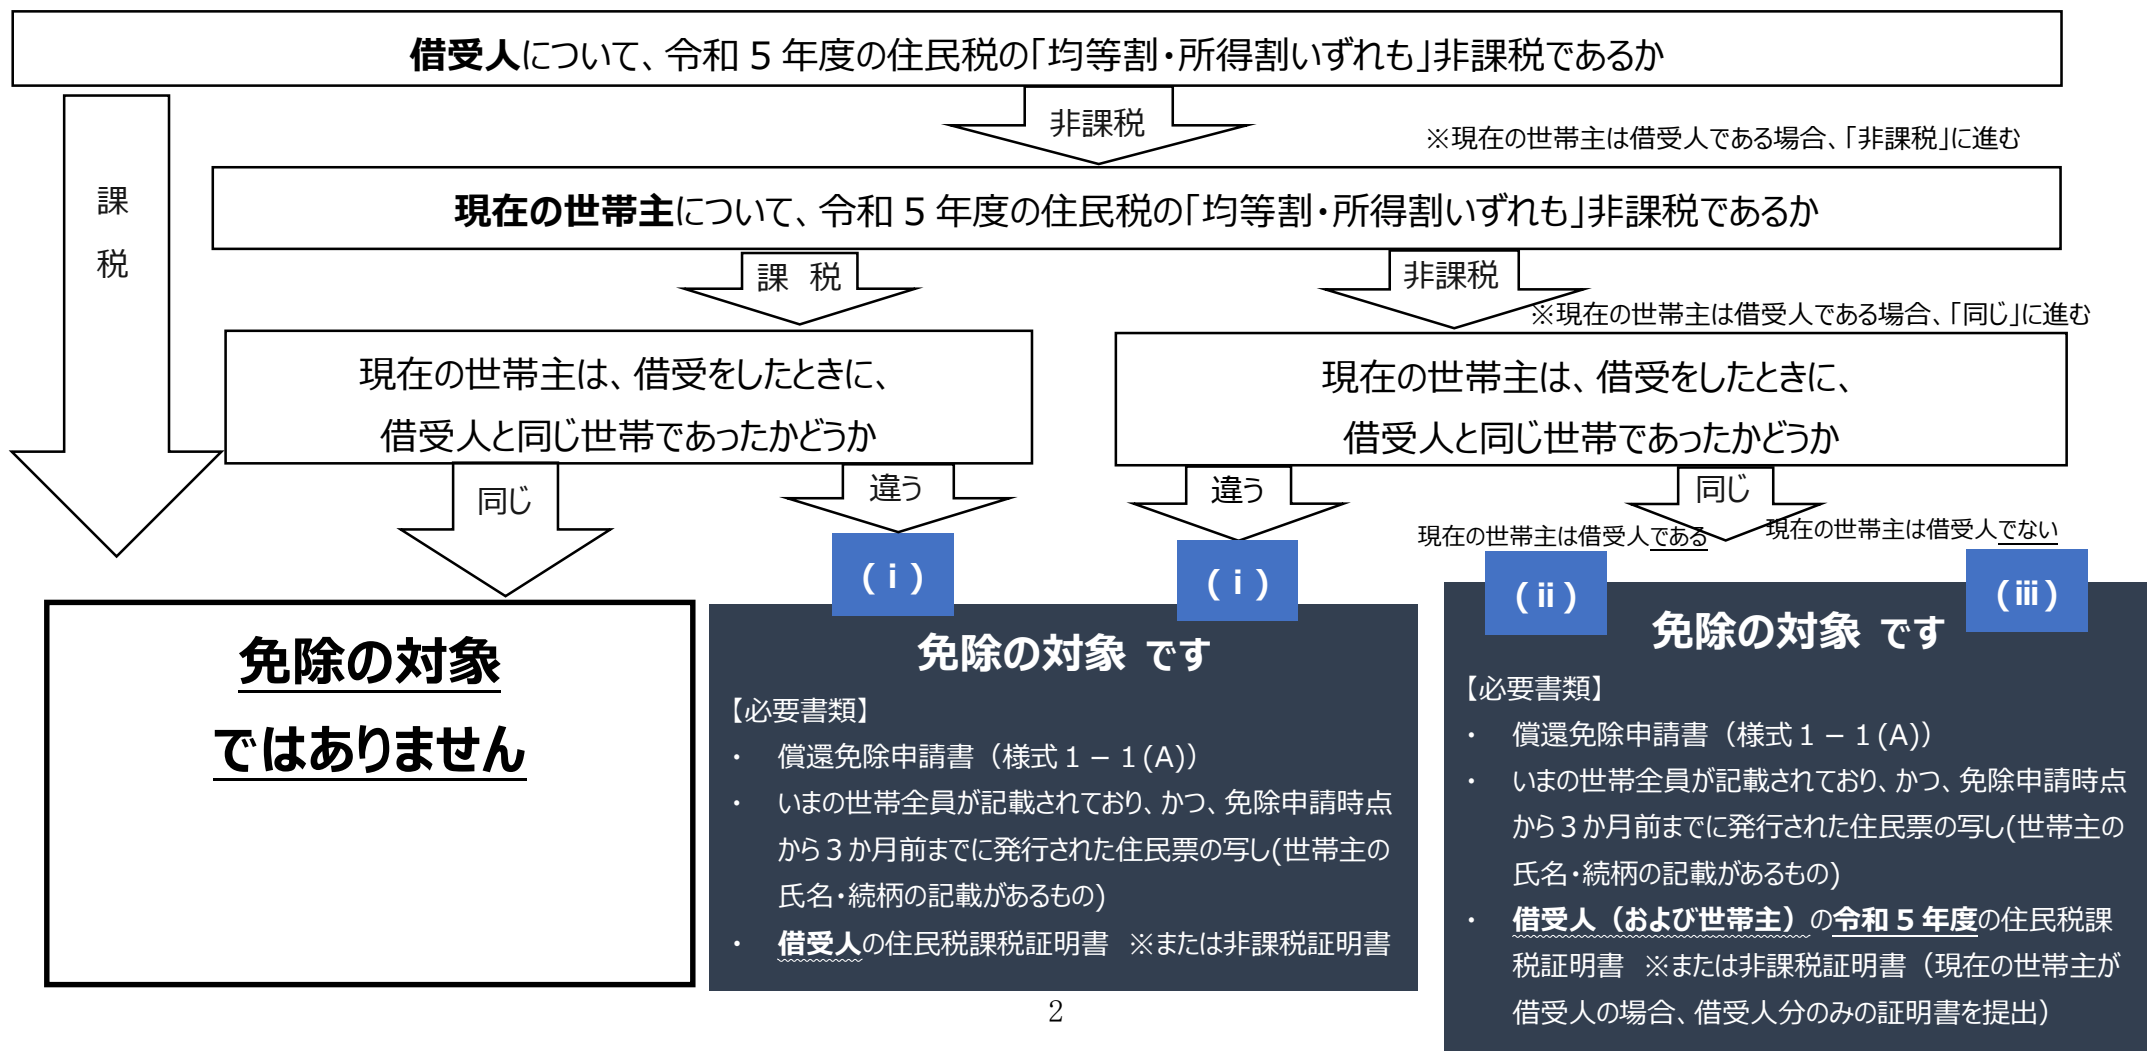 借受人について、令和5年度の住民税の「均等割・所得割いずれも」非課税であるか
非課税
※現在の世帯主は借受人である場合、「非課税」に進む
課
税
現在の世帯主について、令和5年度の住民税の「均等割・所得割いずれも」非課税であるか
課 税
非課税
※現在の世帯主は借受人である場合、「同じ」に進む
現在の世帯主は、借受をしたときに、
借受人と同じ世帯であったかどうか
現在の世帯主は、借受をしたときに、
借受人と同じ世帯であったかどうか
同じ
違う
違う
同じ
現在の世帯主は借受人である
現在の世帯主は借受人でない
(ⅰ)
(ⅰ)
(ⅱ)
(ⅲ)
免除の対象
ではありません
免除の対象 です
【必要書類】
・ 償還免除申請書（様式1－1(A)）
・ いまの世帯全員が記載されており、かつ、免除申請時点
から3か月前までに発行された住民票の写し(世帯主の
氏名・続柄の記載があるもの)
・ 借受人の住民税課税証明書 ※または非課税証明書
免除の対象 です
【必要書類】
・ 償還免除申請書（様式1－1(A)）
・ いまの世帯全員が記載されており、かつ、免除申請時点
から3か月前までに発行された住民票の写し(世帯主の
氏名・続柄の記載があるもの)
・ 借受人（および世帯主）の令和5年度の住民税課
税証明書 ※または非課税証明書（現在の世帯主が
借受人の場合、借受人分のみの証明書を提出）
2